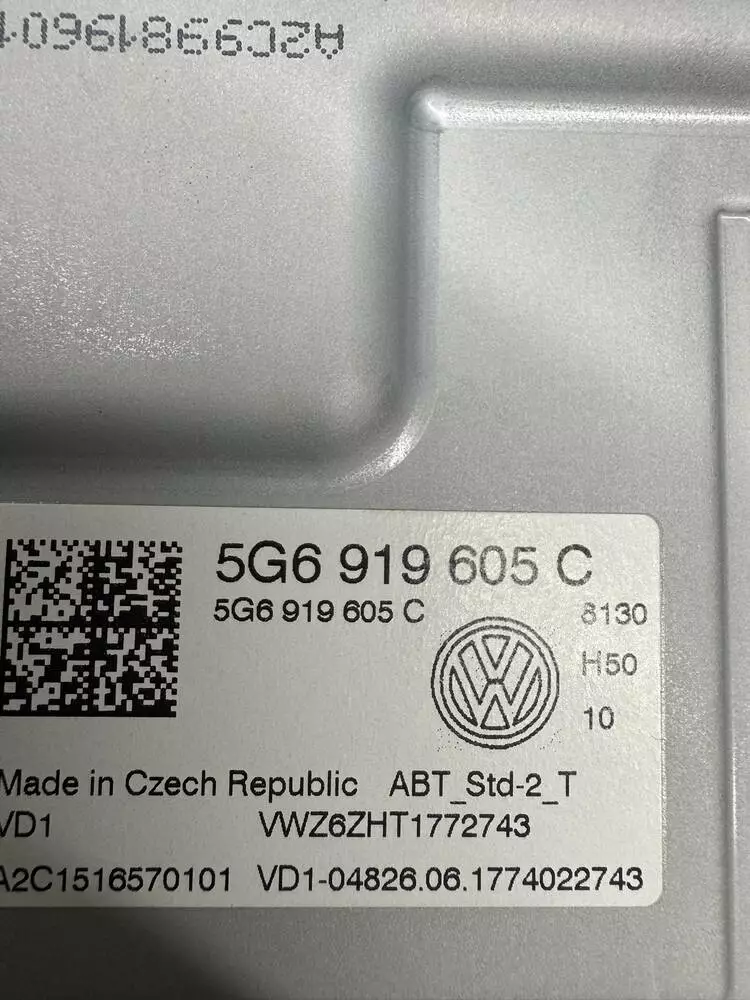 A2C99819601
5G6 919 605 C
5G6 919 605 C
8130
H50
10
Made in Czech Republic ABT_Std-2_T
VD1 VWZ6ZHT1772743
A2C1516570101 VD1-04826.06.1774022743